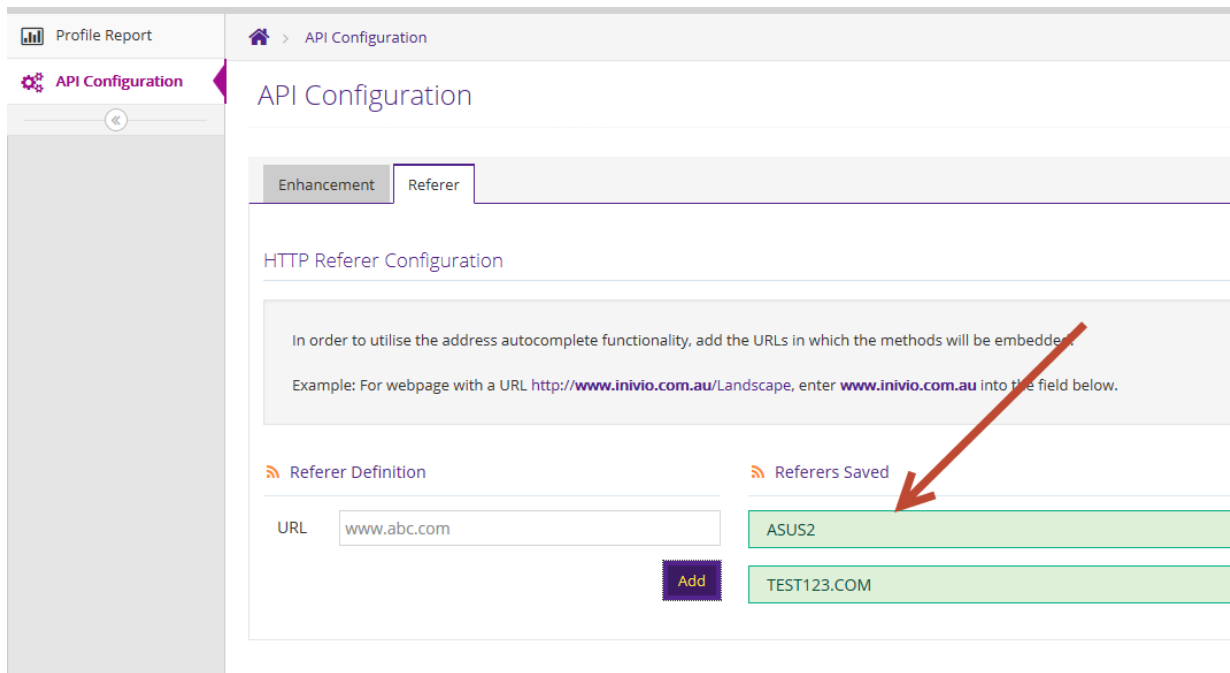 Profile Report
API Configuration
API Configuration
API Configuration
Enhancement
Referer
HTTP Referer Configuration
In order to utilise the address autocomplete functionality, add the URLs in which the methods will be embedded.
Example: For webpage with a URL http://www.inivio.com.au/Landscape, enter www.inivio.com.au into the field below.
Referer Definition
URL
www.abc.com
Add
Referers Saved
ASUS2
TEST123.COM